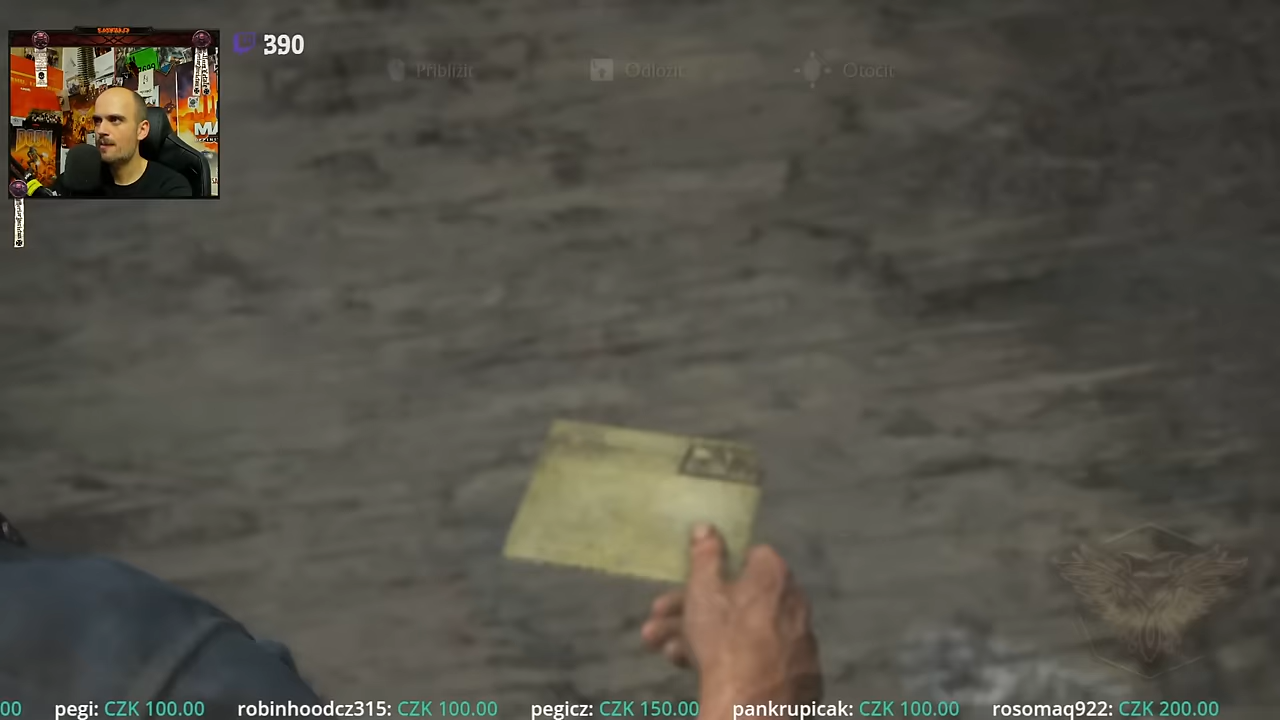 390
Přiblížit
Odložit
Otočit
MA
00 pegi: CZK 100.00 robinhoodcz315: CZK 100.00 pegicz: CZK 150.00 pankrupicak: CZK 100.00 rosomaq922: CZK 200.00